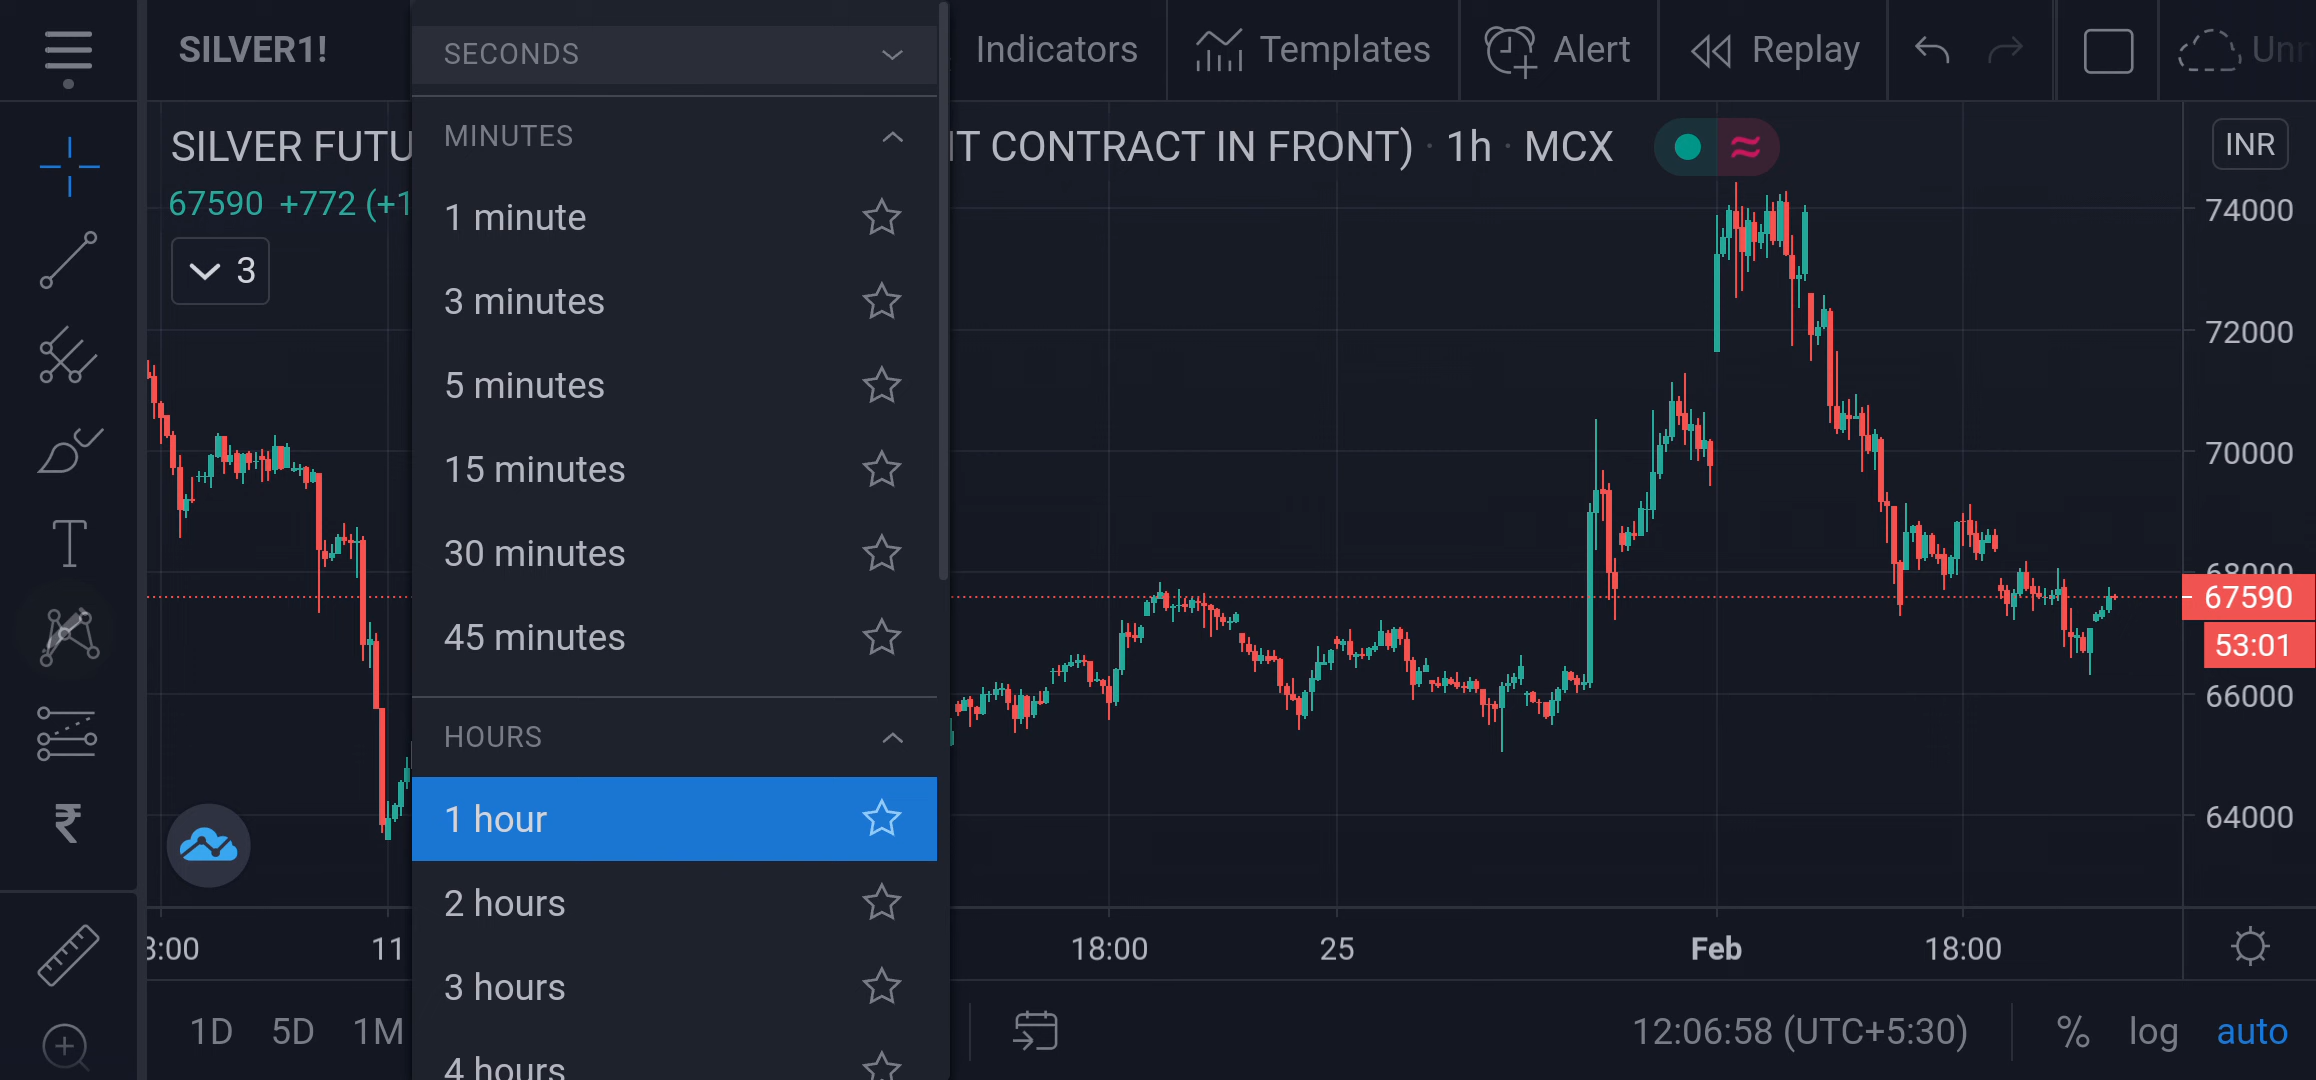 SILVER1!
Indicators
Templates
Alert
Replay
SILVER FUTU
T CONTRACT IN FRONT) · 1h · MCX
INR
67590 +772 (+1
3
SECONDS
MINUTES
1 minute
3 minutes
5 minutes
15 minutes
30 minutes
45 minutes
HOURS
1 hour
2 hours
3 hours
4 hours
74000
72000
70000
68000
67590
53:01
66000
64000
3:00
11
18:00
25
Feb
18:00
1D 5D 1M
12:06:58 (UTC+5:30)
% log auto